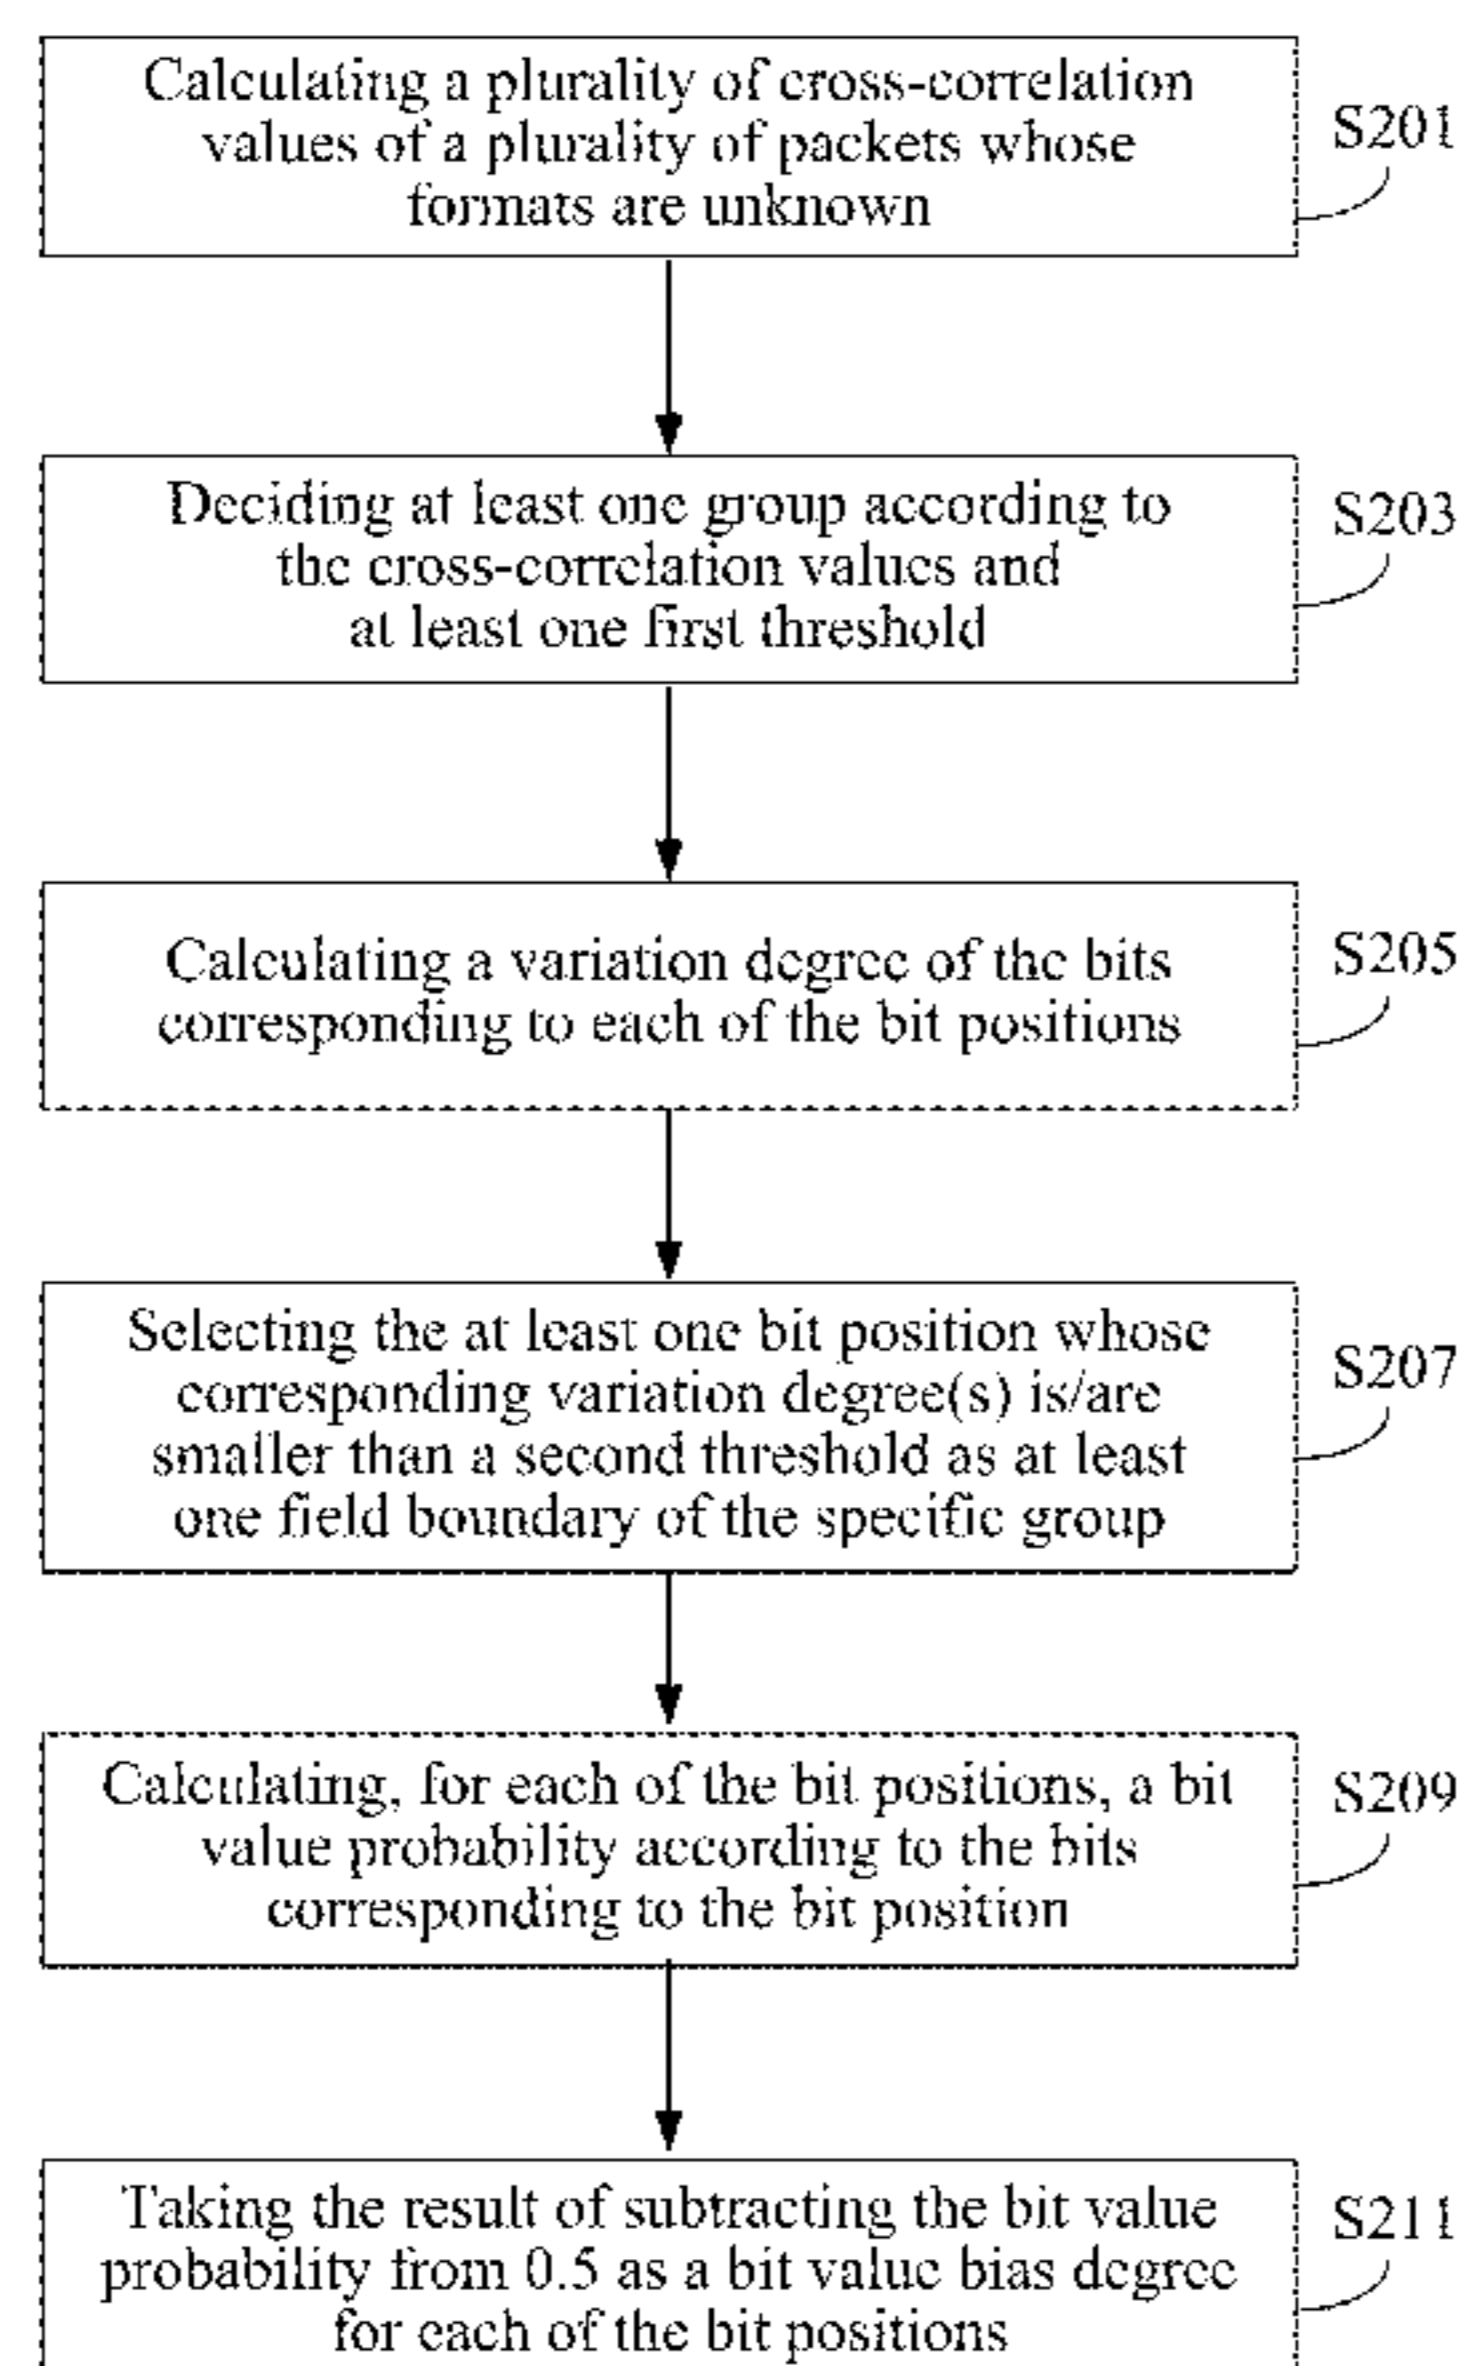 Calculating a plurality of cross-correlation
values of a plurality of packets whose
formats are unknown
S201
Deciding at least one group according to
the cross-correlation values and
at least one first threshold
S203
Calculating a variation degree of the bits
corresponding to each of the bit positions
S205
Selecting the at least one bit position whose
corresponding variation degree(s) is/are
smaller than a second threshold as at least
one field boundary of the specific group
S207
Calculating, for each of the bit positions, a bit
value probability according to the bits
corresponding to the bit position
S209
Taking the result of subtracting the bit value
probability from 0.5 as a bit value bias degree
for each of the bit positions
S211